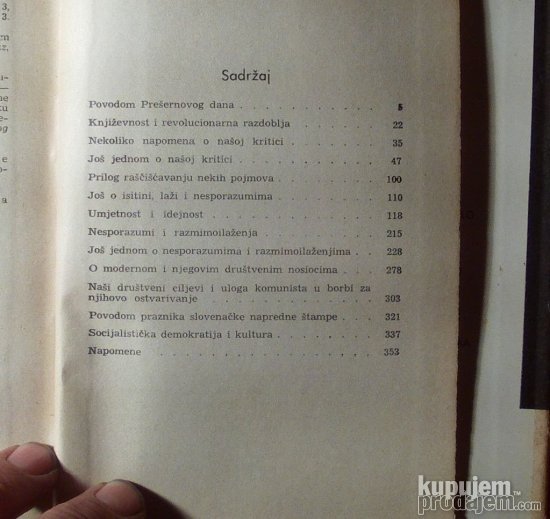 Sadržaj
Povodom Prešernovog dana . . . . . . . . . . 5
Književnost i revolucionarna razdoblja . . . . . . 22
Nekoliko napomena o našoj kritici . . . . . . . 35
Još jednom o našoj kritici . . . . . . . . . 47
Prilog raščišćavanju nekih pojmova . . . . . . . 100
Još o isitini, laži i nesporazumima . . . . . . . 110
Umjetnost i idejnost . . . . . . . . . . . 118
Nesporazumi i razmimoilaženja . . . . . . . . 215
Još jednom o nesporazumima i razmimoilaženjima . . . 228
O modernom i njegovim društvenim nosiocima . . . . 278
Naši društveni ciljevi i uloga komunista u borbi za
njihovo ostvarivanje . . . . . . . . . . . 303
Povodom praznika slovenačke napredne štampe . . . . 321
Socijalistička demokratija i kultura . . . . . . . 337
Napomene . . . . . . . . . . . . . . 353
kupujem
prodajem.com